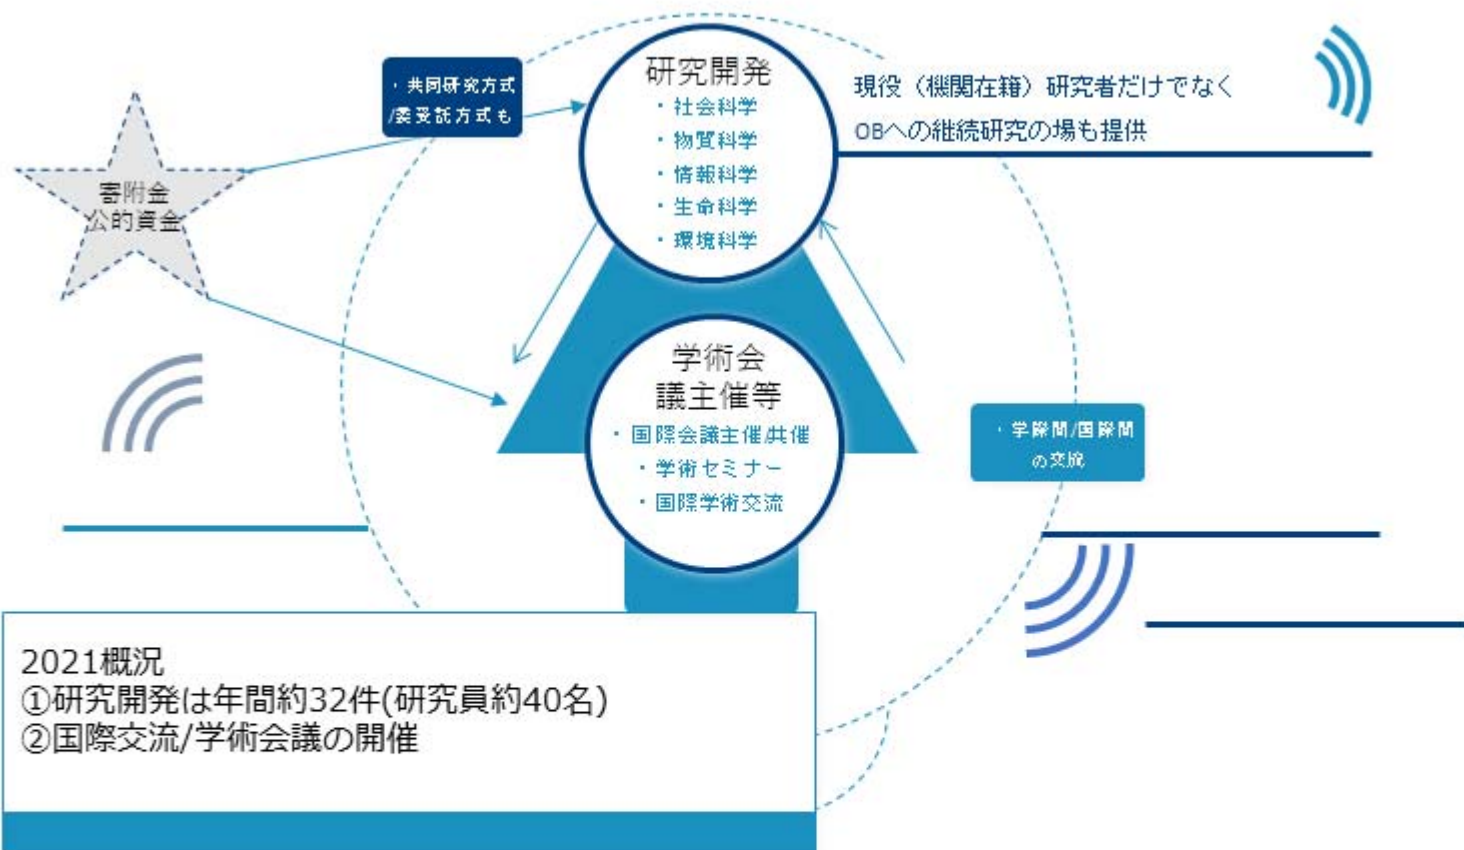 ・共同研究方式
/委受託方式も
寄附金
公的資金
研究開発
・社会科学
・物質科学
・情報科学
・生命科学
・環境科学
現役（機関在籍）研究者だけでなく
OBへの継続研究の場も提供
学術会
議主催等
・国際会議主催/共催
・学術セミナー
・国際学術交流
・学際間/国際間
の交流
2021概況
①研究開発は年間約32件(研究員約40名)
②国際交流/学術会議の開催